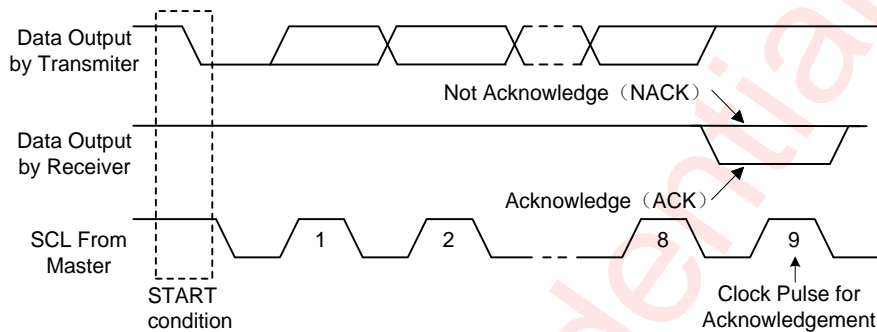 Data Output
by Transmiter
Not Acknowledge（NACK）
Data Output
by Receiver
Acknowledge（ACK）
SCL From
Master
1
2
8
9
START
condition
Clock Pulse for
Acknowledgement